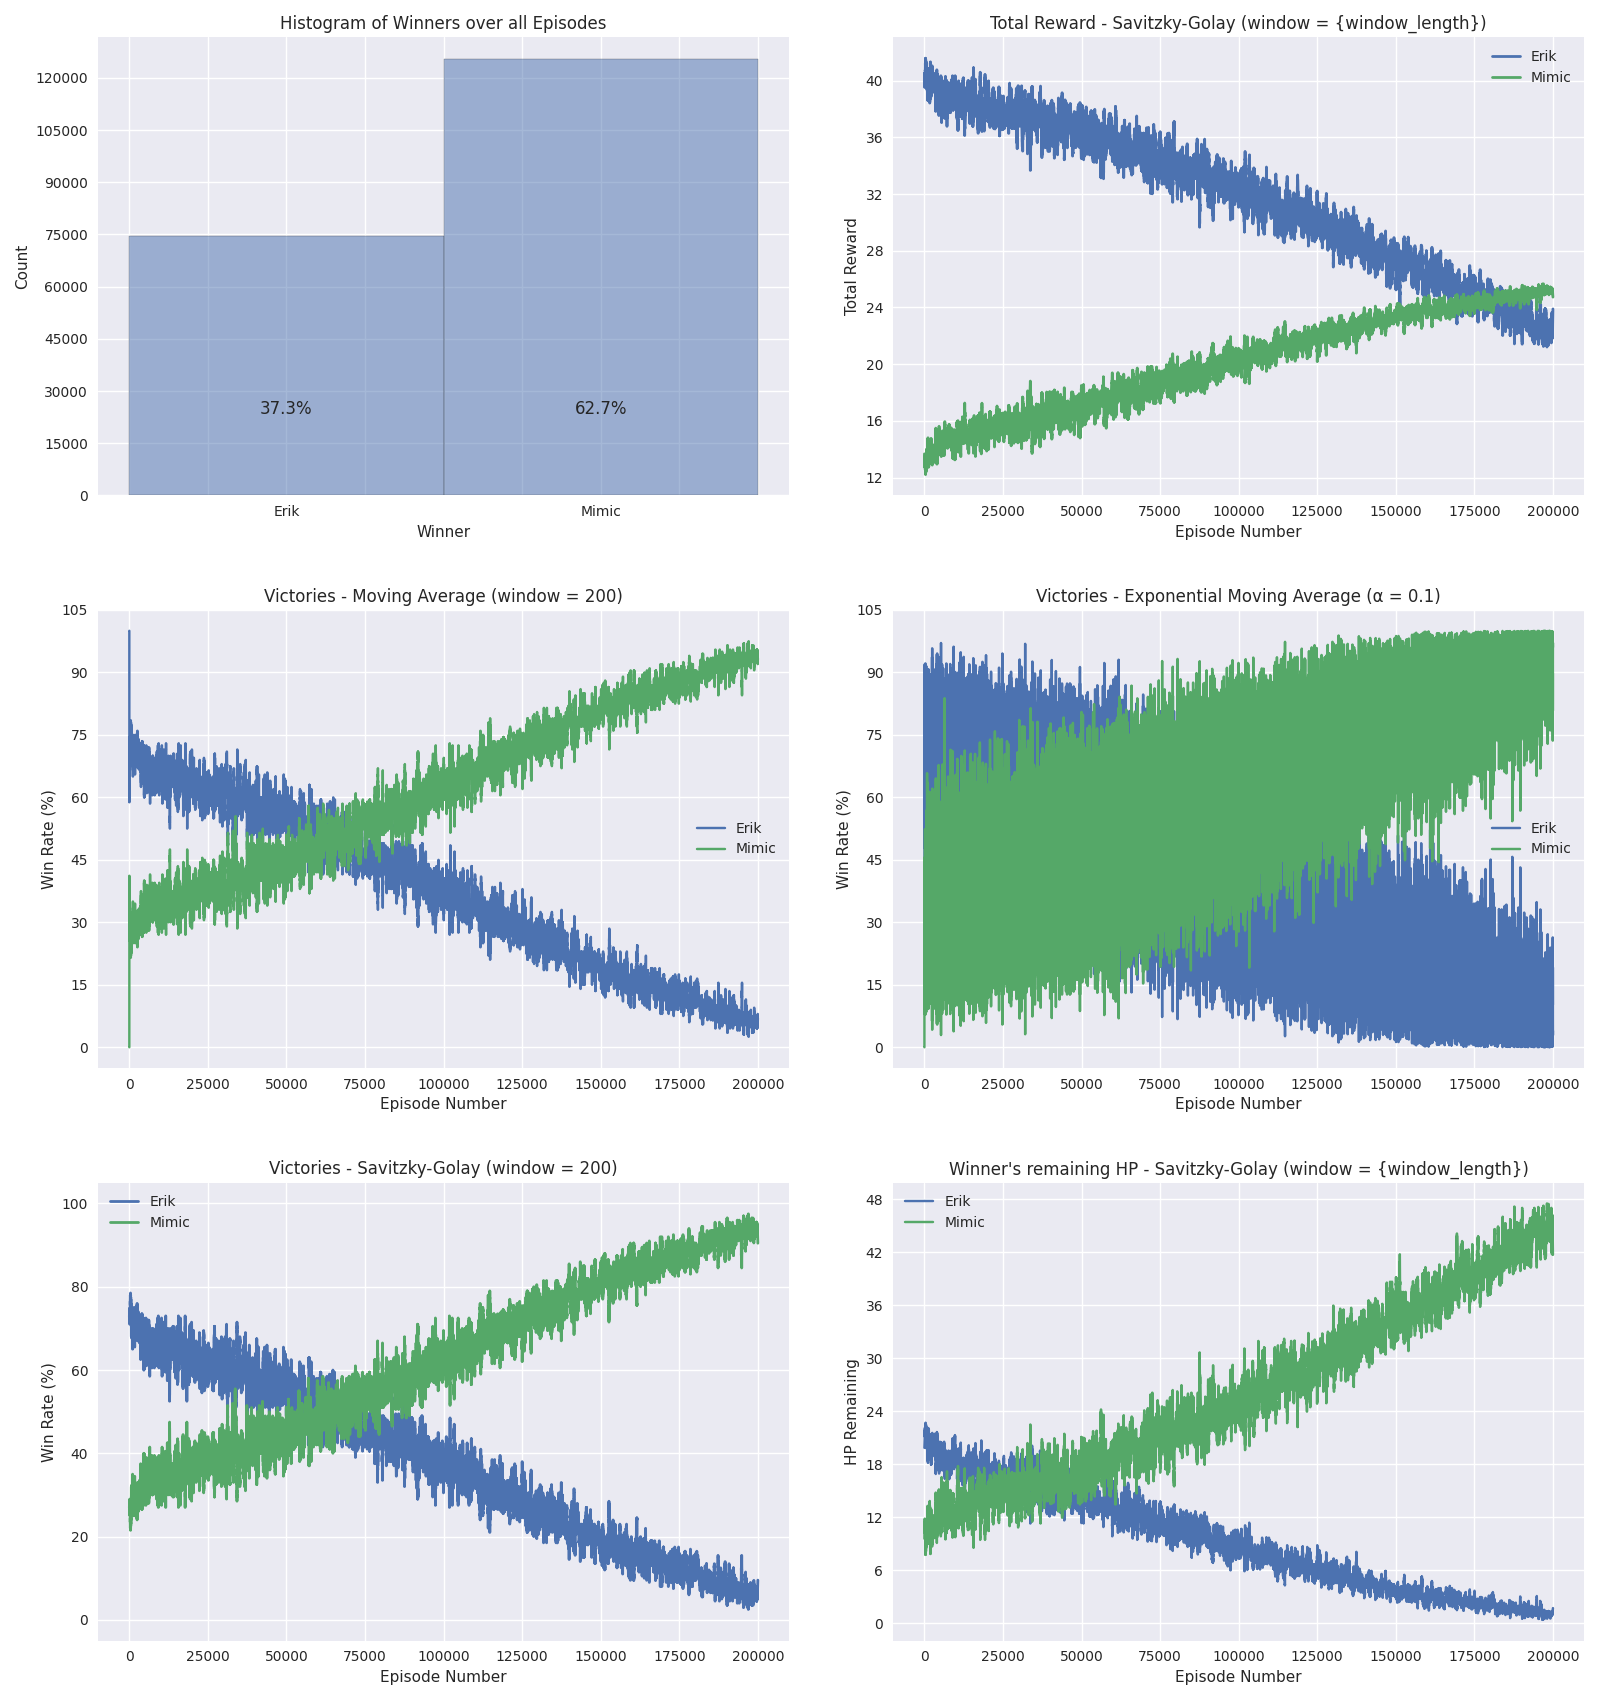 Histogram of Winners over all Episodes
120000
105000
90000
75000
60000
45000
30000
15000
0
Count
37.3%
62.7%
Erik
Mimic
Winner
Total Reward - Savitzky-Golay (window = {window_length})
Erik
Mimic
40
36
32
28
24
20
16
12
Total Reward
0 25000 50000 75000 100000 125000 150000 175000 200000
Episode Number
Victories - Moving Average (window = 200)
105
90
75
60
45
30
15
0
Win Rate (%)
Erik
Mimic
0 25000 50000 75000 100000 125000 150000 175000 200000
Episode Number
Victories - Exponential Moving Average (α = 0.1)
105
90
75
60
45
30
15
0
Win Rate (%)
Erik
Mimic
0 25000 50000 75000 100000 125000 150000 175000 200000
Episode Number
Victories - Savitzky-Golay (window = 200)
Erik
Mimic
100
80
60
40
20
0
Win Rate (%)
0 25000 50000 75000 100000 125000 150000 175000 200000
Episode Number
Winner's remaining HP - Savitzky-Golay (window = {window_length})
Erik
Mimic
48
42
36
30
24
18
12
6
0
HP Remaining
0 25000 50000 75000 100000 125000 150000 175000 200000
Episode Number